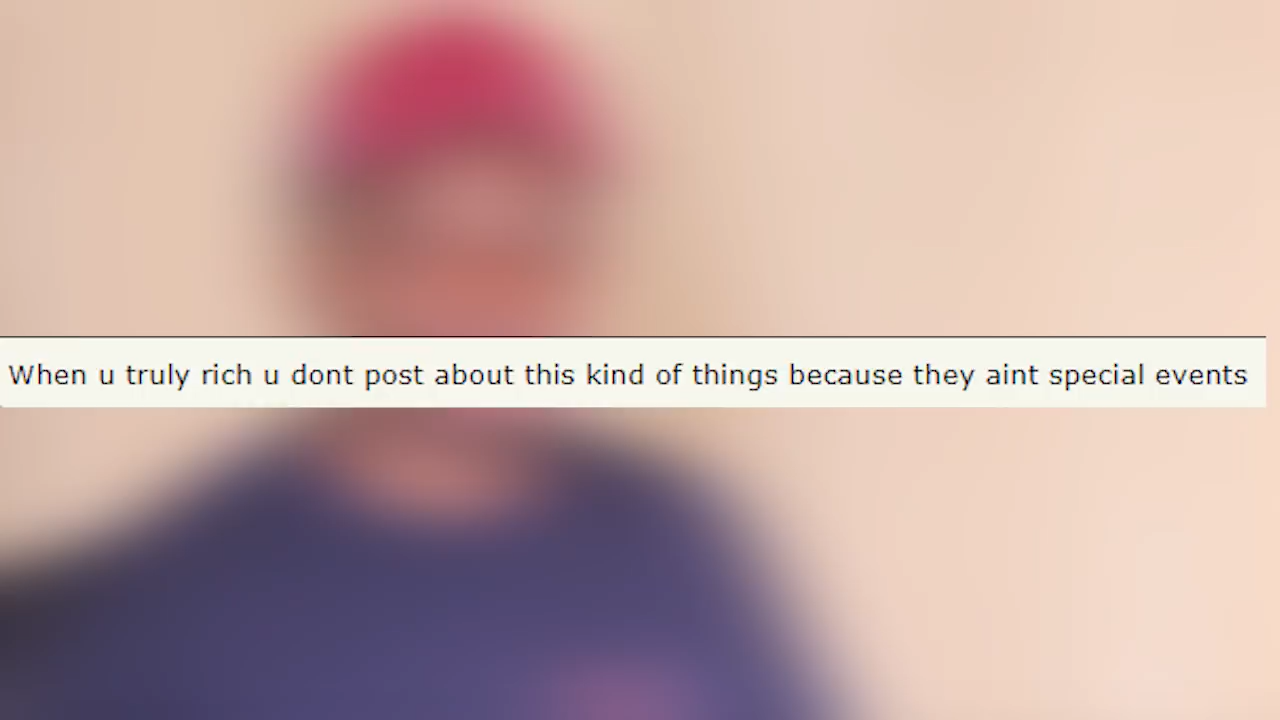 When u truly rich u dont post about this kind of things because they aint special events